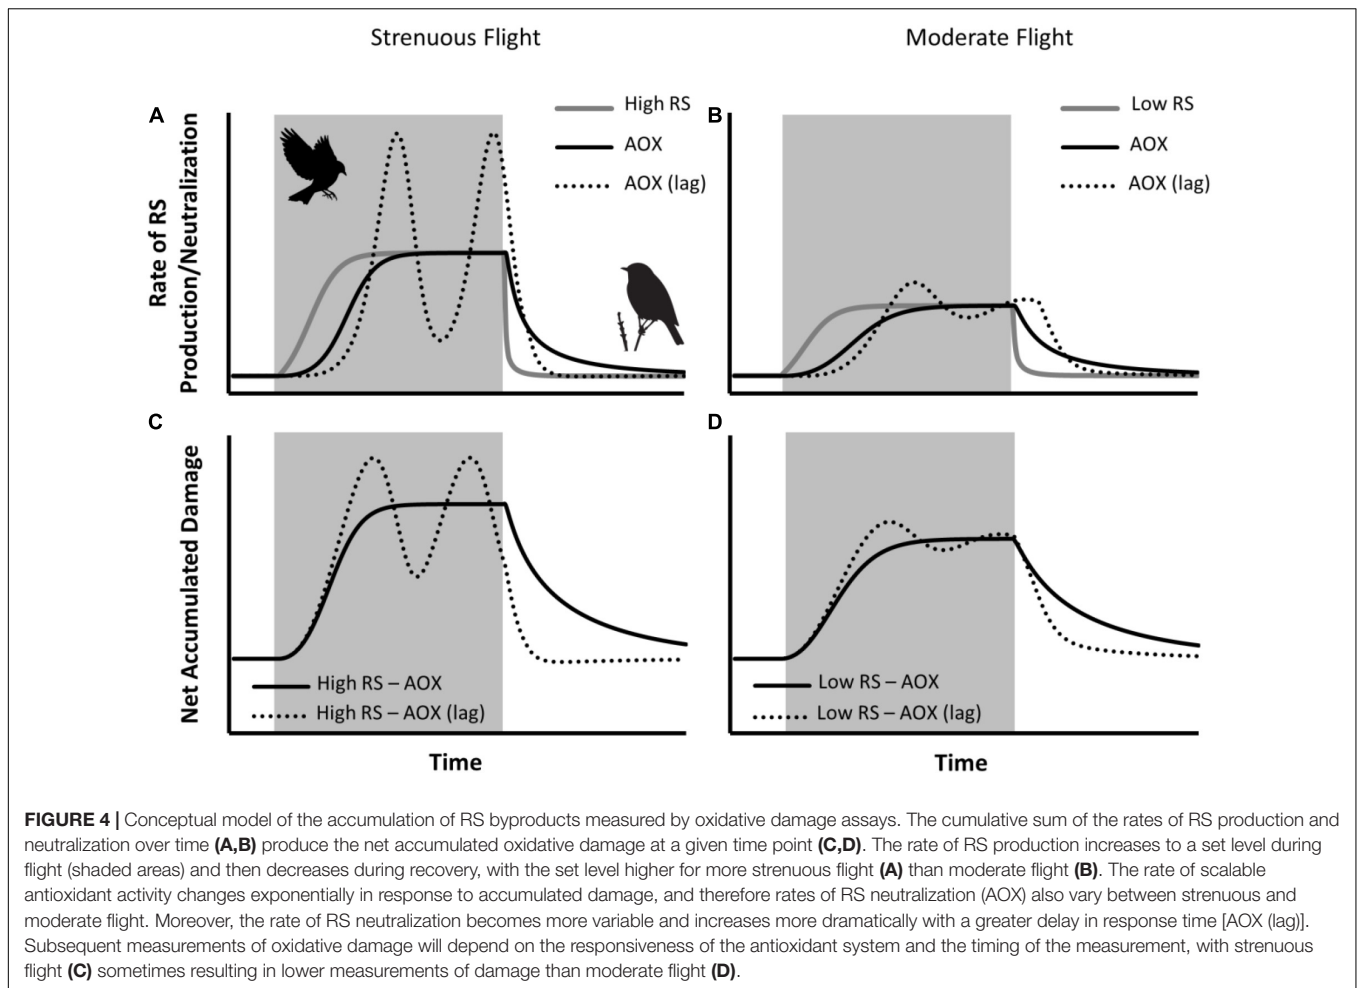 Strenuous Flight
Moderate Flight
A
Rate of RS
Production/Neutralization
High RS
AOX
AOX (lag)
B
Low RS
AOX
AOX (lag)
C
Net Accumulated Damage
High RS – AOX
High RS – AOX (lag)
Time
D
Low RS – AOX
Low RS – AOX (lag)
Time
FIGURE 4 | Conceptual model of the accumulation of RS byproducts measured by oxidative damage assays. The cumulative sum of the rates of RS production and
neutralization over time (A,B) produce the net accumulated oxidative damage at a given time point (C,D). The rate of RS production increases to a set level during
flight (shaded areas) and then decreases during recovery, with the set level higher for more strenuous flight (A) than moderate flight (B). The rate of scalable
antioxidant activity changes exponentially in response to accumulated damage, and therefore rates of RS neutralization (AOX) also vary between strenuous and
moderate flight. Moreover, the rate of RS neutralization becomes more variable and increases more dramatically with a greater delay in response time [AOX (lag)].
Subsequent measurements of oxidative damage will depend on the responsiveness of the antioxidant system and the timing of the measurement, with strenuous
flight (C) sometimes resulting in lower measurements of damage than moderate flight (D).